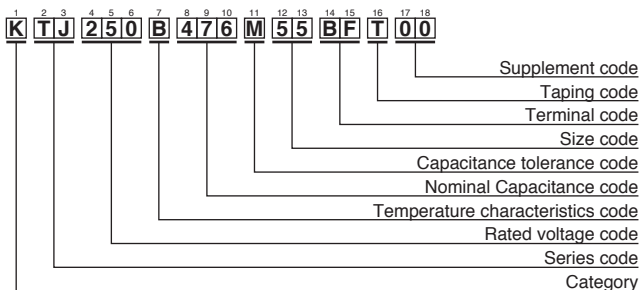 1 2 3 4 5 6 7 8 9 10 11 12 13 14 15 16 17 18
K T J 2 5 0 B 4 7 6 M 5 5 B F T 0 0
Supplement code
Taping code
Terminal code
Size code
Capacitance tolerance code
Nominal Capacitance code
Temperature characteristics code
Rated voltage code
Series code
Category